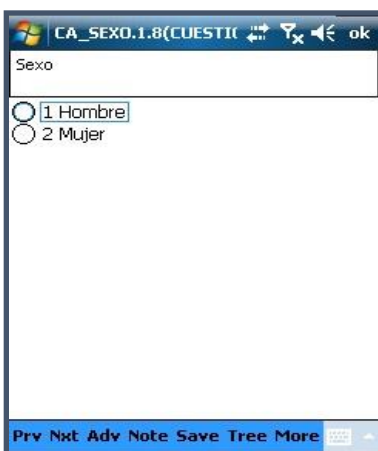 CA_SEXO.1.8(CUESTI( ok
Sexo
1 Hombre
2 Mujer
Prv Nxt Adv Note Save Tree More